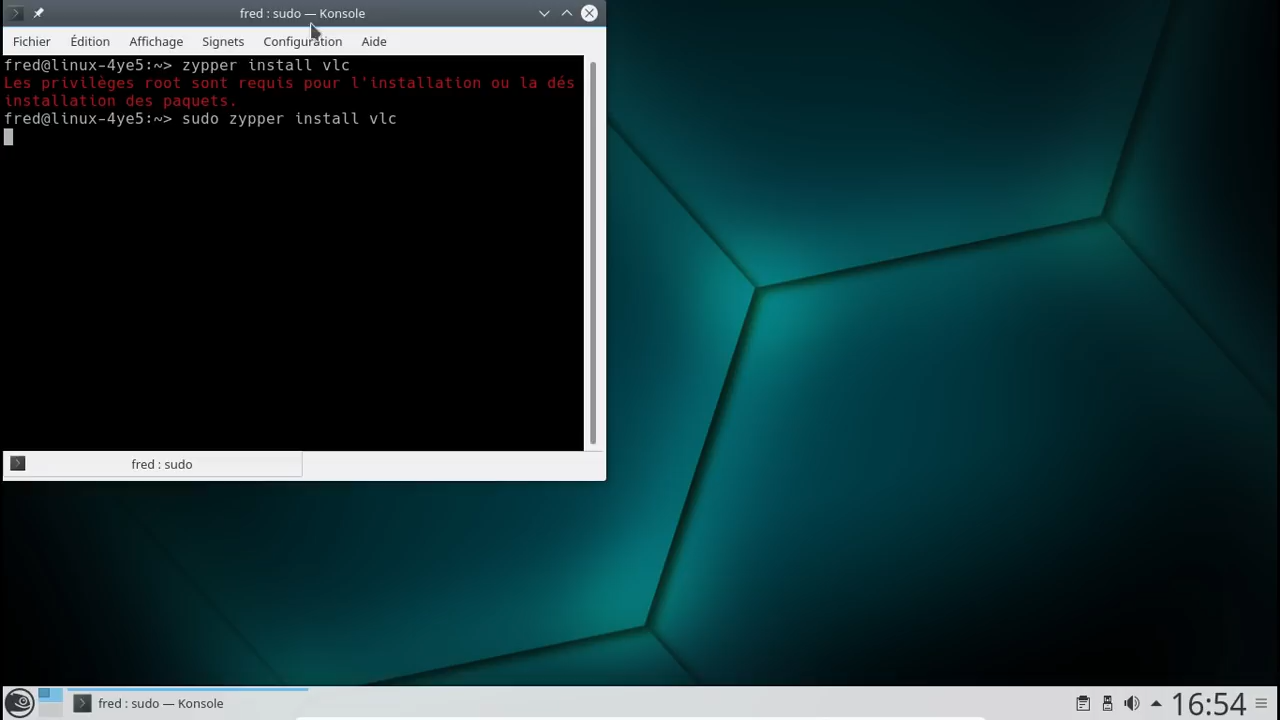 fred : sudo — Konsole
Fichier Édition Affichage Signets Configuration Aide
fred@linux-4ye5:~> zypper install vlc
Les privilèges root sont requis pour l'installation ou la dés
installation des paquets.
fred@linux-4ye5:~> sudo zypper install vlc
fred : sudo
fred : sudo — Konsole
16:54